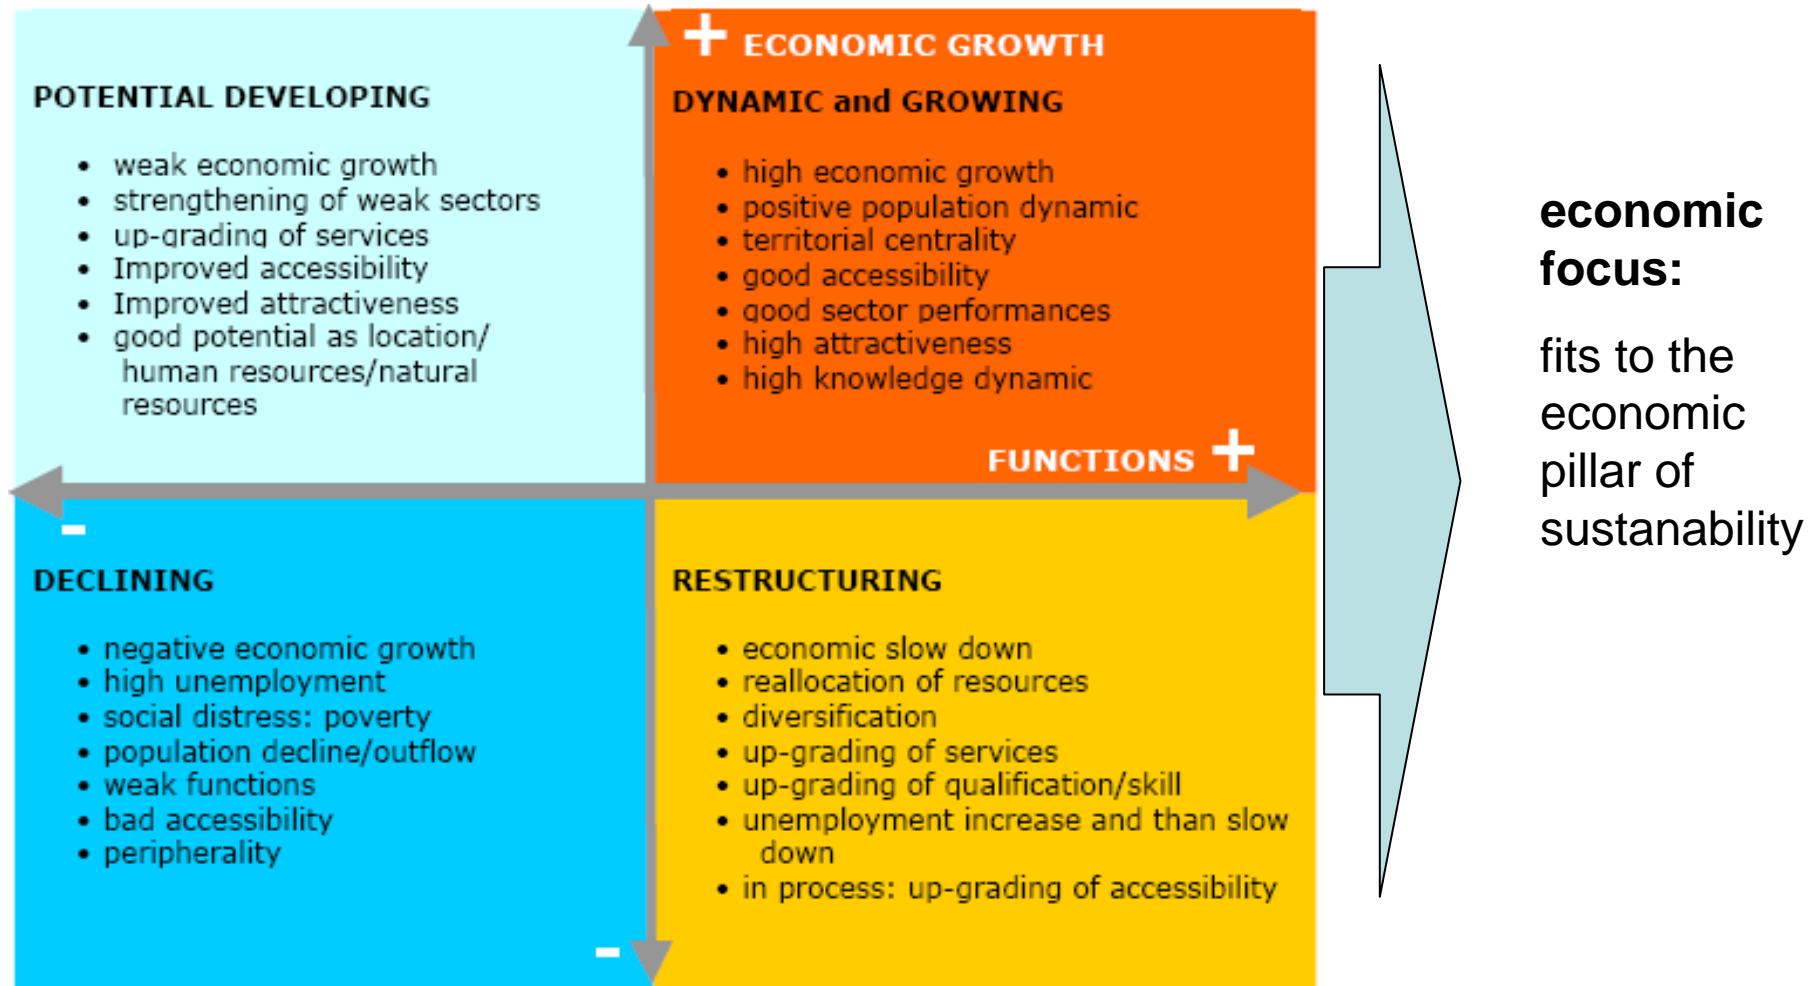 POTENTIAL DEVELOPING
• weak economic growth
• strengthening of weak sectors
• up-grading of services
• Improved accessibility
• Improved attractiveness
• good potential as location/
human resources/natural
resources
+ ECONOMIC GROWTH
DYNAMIC and GROWING
• high economic growth
• positive population dynamic
• territorial centrality
• good accessibility
• good sector performances
• high attractiveness
• high knowledge dynamic
FUNCTIONS +
-
DECLINING
• negative economic growth
• high unemployment
• social distress: poverty
• population decline/outflow
• weak functions
• bad accessibility
• peripherality
-
RESTRUCTURING
• economic slow down
• reallocation of resources
• diversification
• up-grading of services
• up-grading of qualification/skill
• unemployment increase and than slow
down
• in process: up-grading of accessibility
economic
focus:
fits to the
economic
pillar of
sustanability